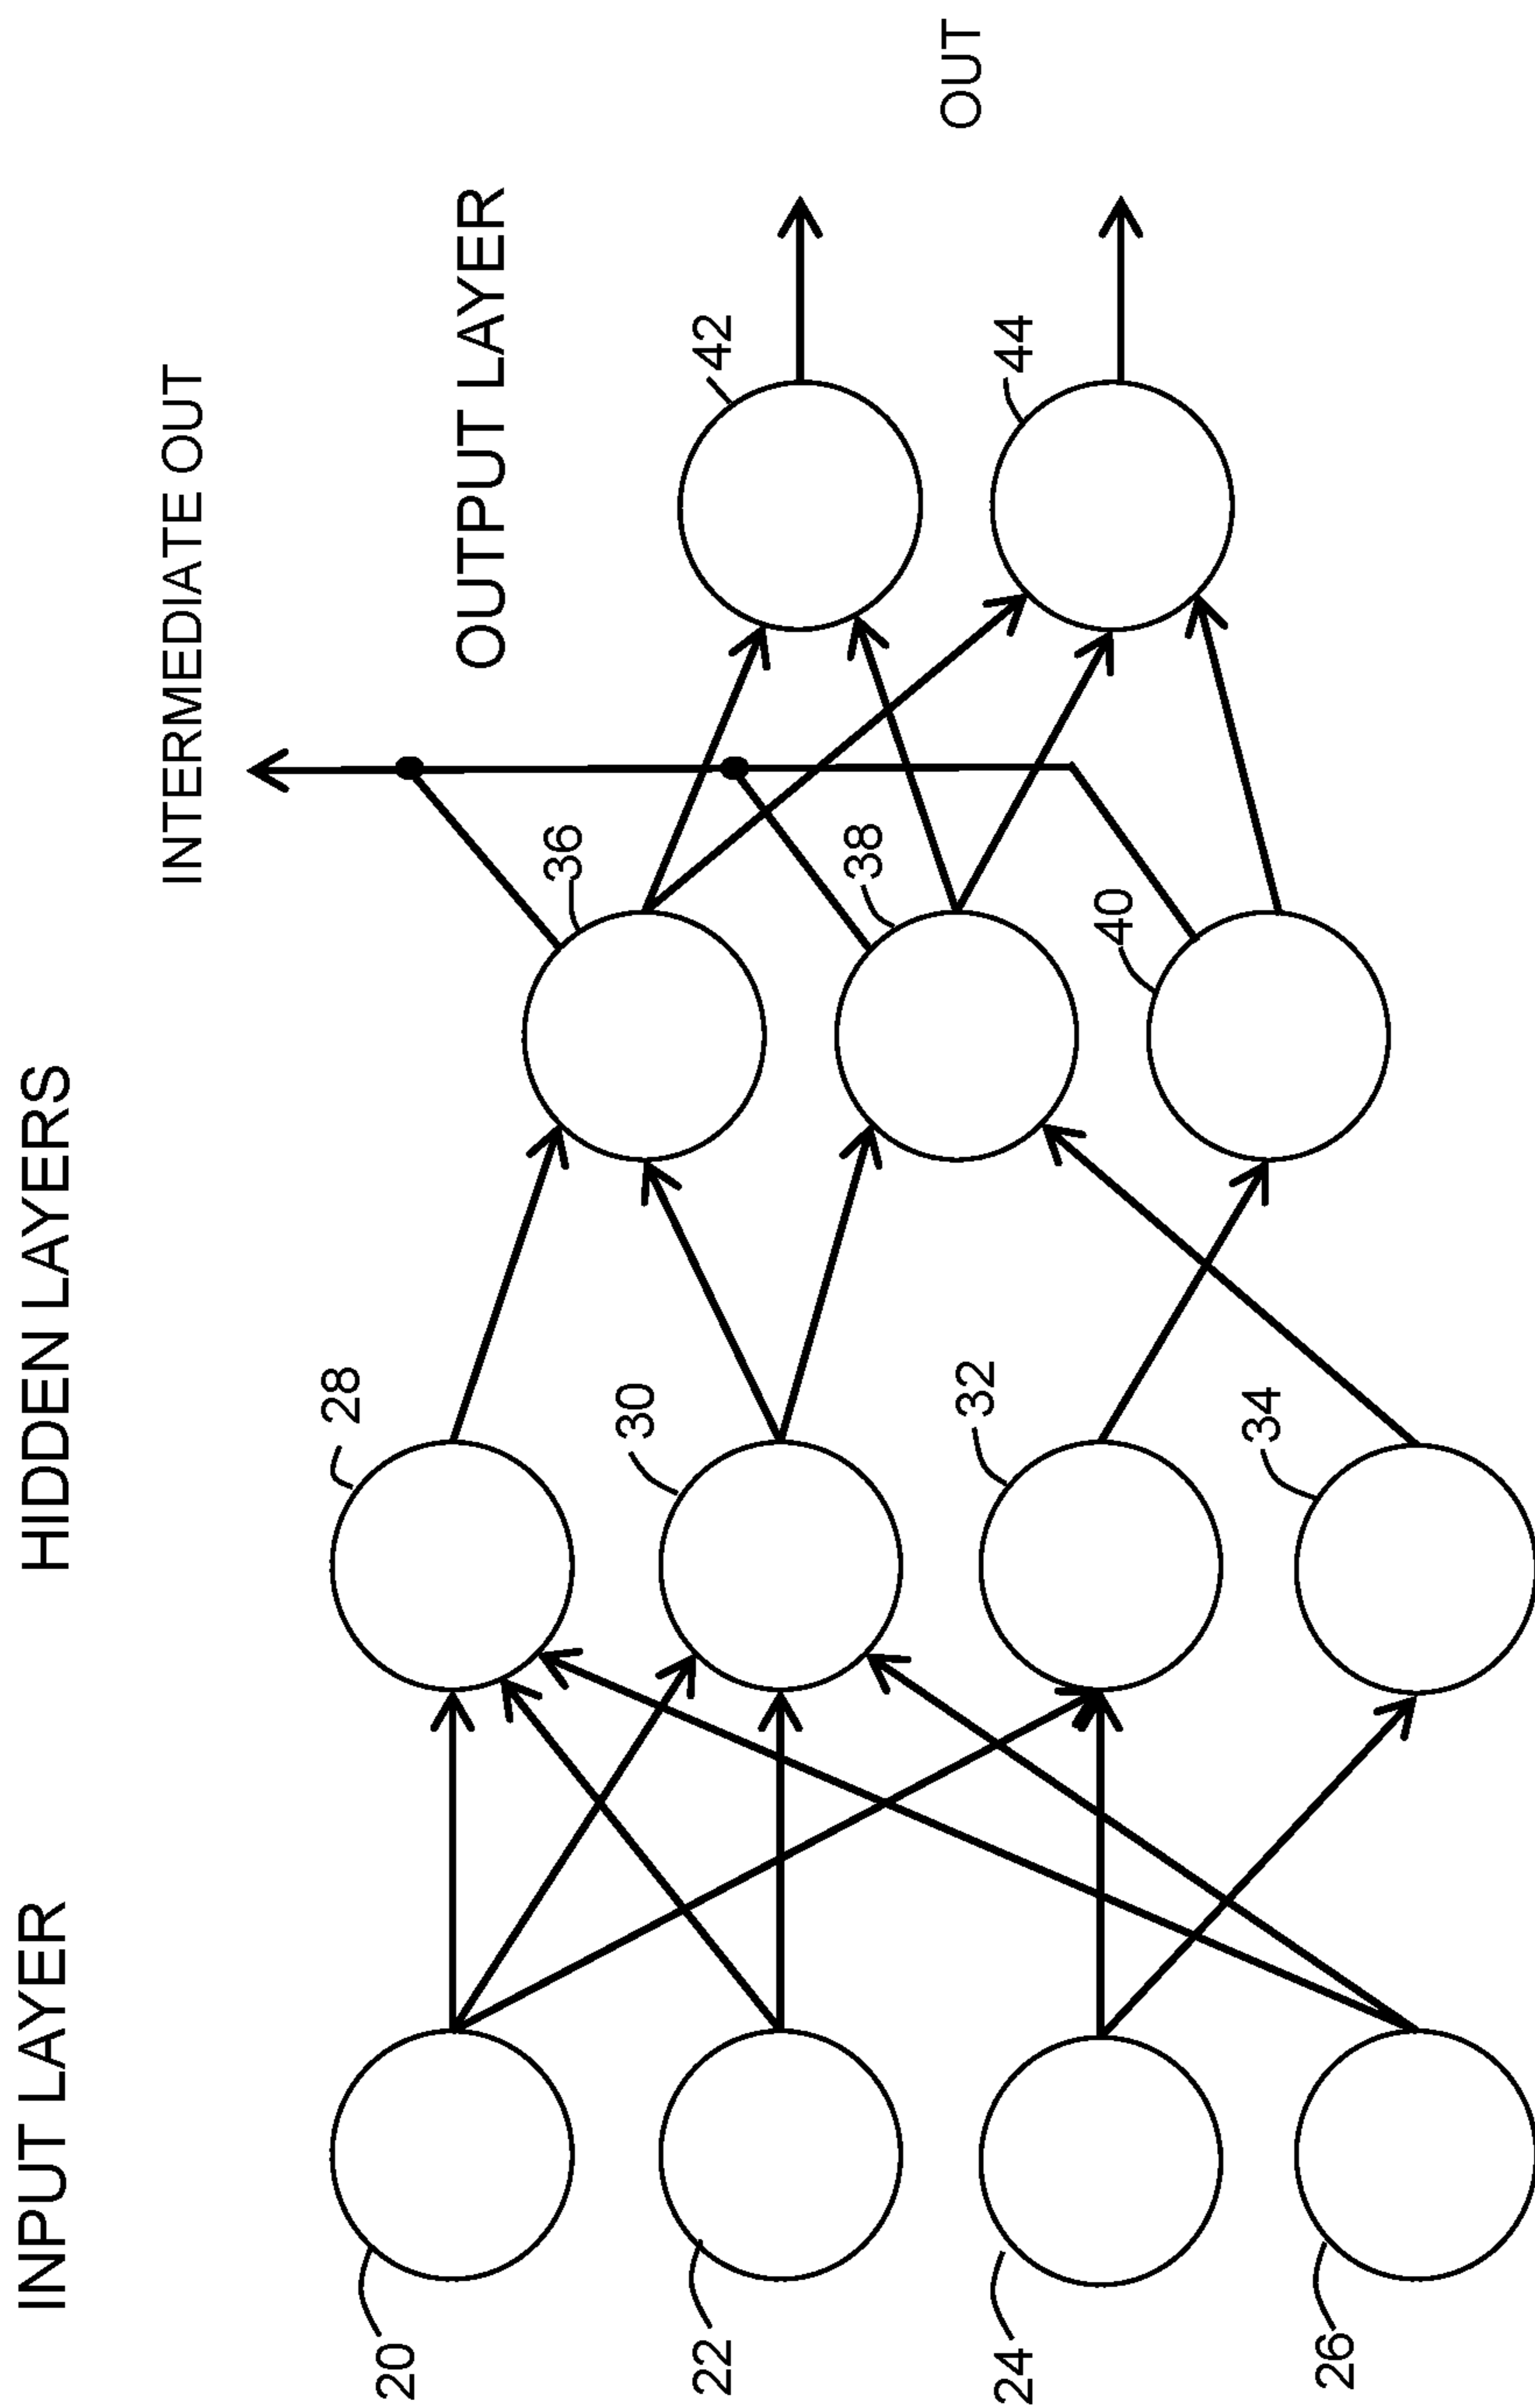 INPUT LAYER
HIDDEN LAYERS
INTERMEDIATE OUT
OUTPUT LAYER
OUT
20
22
24
26
28
30
32
34
36
38
40
42
44